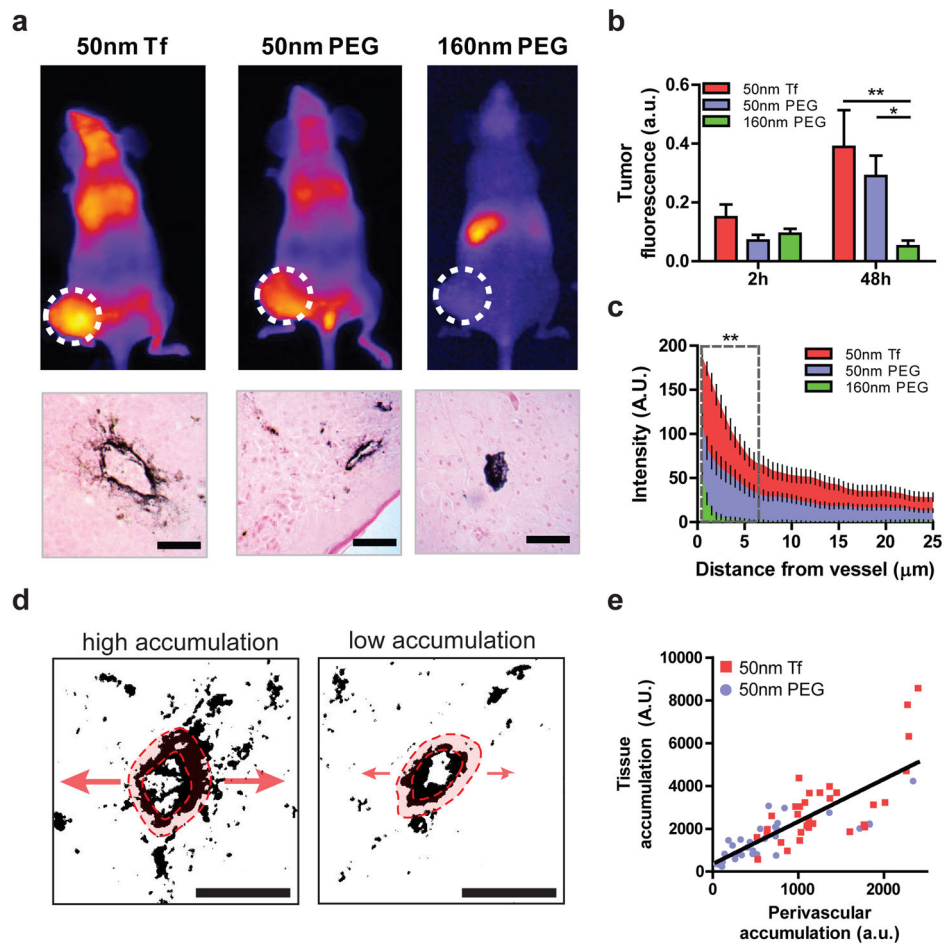 a
50nm Tf
50nm PEG
160nm PEG
b
Tumor
fluorescence (a.u.)
0.6
0.4
0.2
0.0
50nm Tf
50nm PEG
160nm PEG
**
*
2h
48h
c
Intensity (A.U.)
200
150
100
50
0
**
50nm Tf
50nm PEG
160nm PEG
0
5
10
15
20
25
Distance from vessel (μm)
d
high accumulation
low accumulation
e
Tissue
accumulation (A.U.)
10000
8000
6000
4000
2000
0
50nm Tf
50nm PEG
0
1000
2000
Perivascular
accumulation (a.u.)